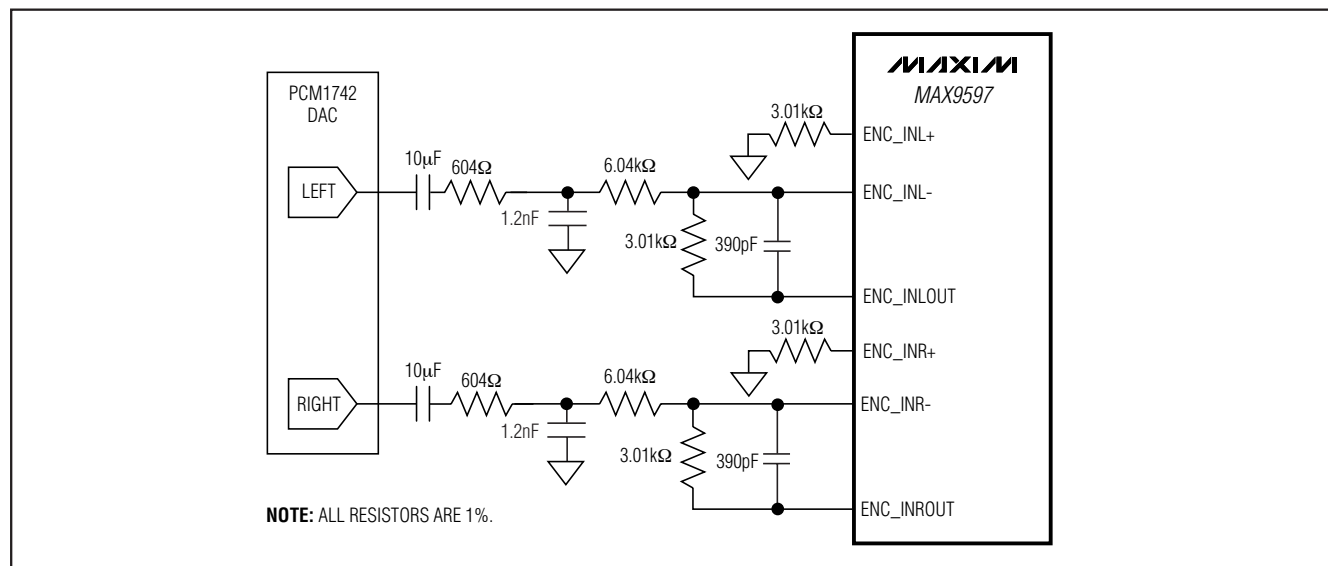 MAXIM
MAX9597
PCM1742
DAC
3.01kΩ
ENC_INL+
10µF
604Ω
6.04kΩ
LEFT
ENC_INL-
1.2nF
3.01kΩ
390pF
ENC_INLOUT
3.01kΩ
ENC_INR+
10µF
604Ω
6.04kΩ
RIGHT
ENC_INR-
1.2nF
3.01kΩ
390pF
ENC_INROUT
NOTE: ALL RESISTORS ARE 1%.